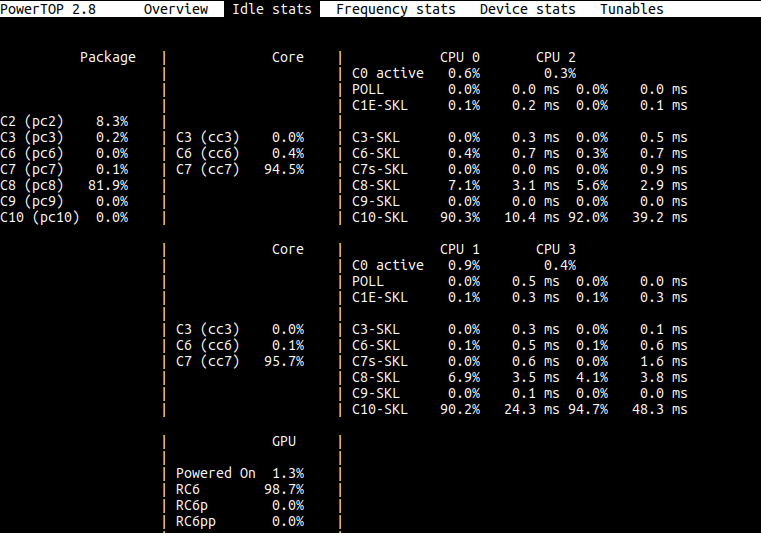 PowerTOP 2.8 Overview Idle stats Frequency stats Device stats Tunables
Package | Core | CPU 0 CPU 2
| | C0 active 0.6% 0.3%
| | POLL 0.0% 0.0 ms 0.0% 0.0 ms
| | C1E-SKL 0.1% 0.2 ms 0.0% 0.1 ms
C2 (pc2) 8.3% | |
C3 (pc3) 0.2% | C3 (cc3) 0.0% | C3-SKL 0.0% 0.3 ms 0.0% 0.5 ms
C6 (pc6) 0.0% | C6 (cc6) 0.4% | C6-SKL 0.4% 0.7 ms 0.3% 0.7 ms
C7 (pc7) 0.1% | C7 (cc7) 94.5% | C7s-SKL 0.0% 0.0 ms 0.0% 0.9 ms
C8 (pc8) 81.9% | | C8-SKL 7.1% 3.1 ms 5.6% 2.9 ms
C9 (pc9) 0.0% | | C9-SKL 0.0% 0.0 ms 0.0% 0.0 ms
C10 (pc10) 0.0% | | C10-SKL 90.3% 10.4 ms 92.0% 39.2 ms
| Core | CPU 1 CPU 3
| | C0 active 0.9% 0.4%
| | POLL 0.0% 0.5 ms 0.0% 0.0 ms
| | C1E-SKL 0.1% 0.3 ms 0.1% 0.3 ms
| C3 (cc3) 0.0% | C3-SKL 0.0% 0.3 ms 0.0% 0.1 ms
| C6 (cc6) 0.1% | C6-SKL 0.1% 0.5 ms 0.1% 0.6 ms
| C7 (cc7) 95.7% | C7s-SKL 0.0% 0.6 ms 0.0% 1.6 ms
| | C8-SKL 6.9% 3.5 ms 4.1% 3.8 ms
| | C9-SKL 0.0% 0.1 ms 0.0% 0.0 ms
| | C10-SKL 90.2% 24.3 ms 94.7% 48.3 ms
| GPU |
| Powered On 1.3% |
| RC6 98.7% |
| RC6p 0.0% |
| RC6pp 0.0% |